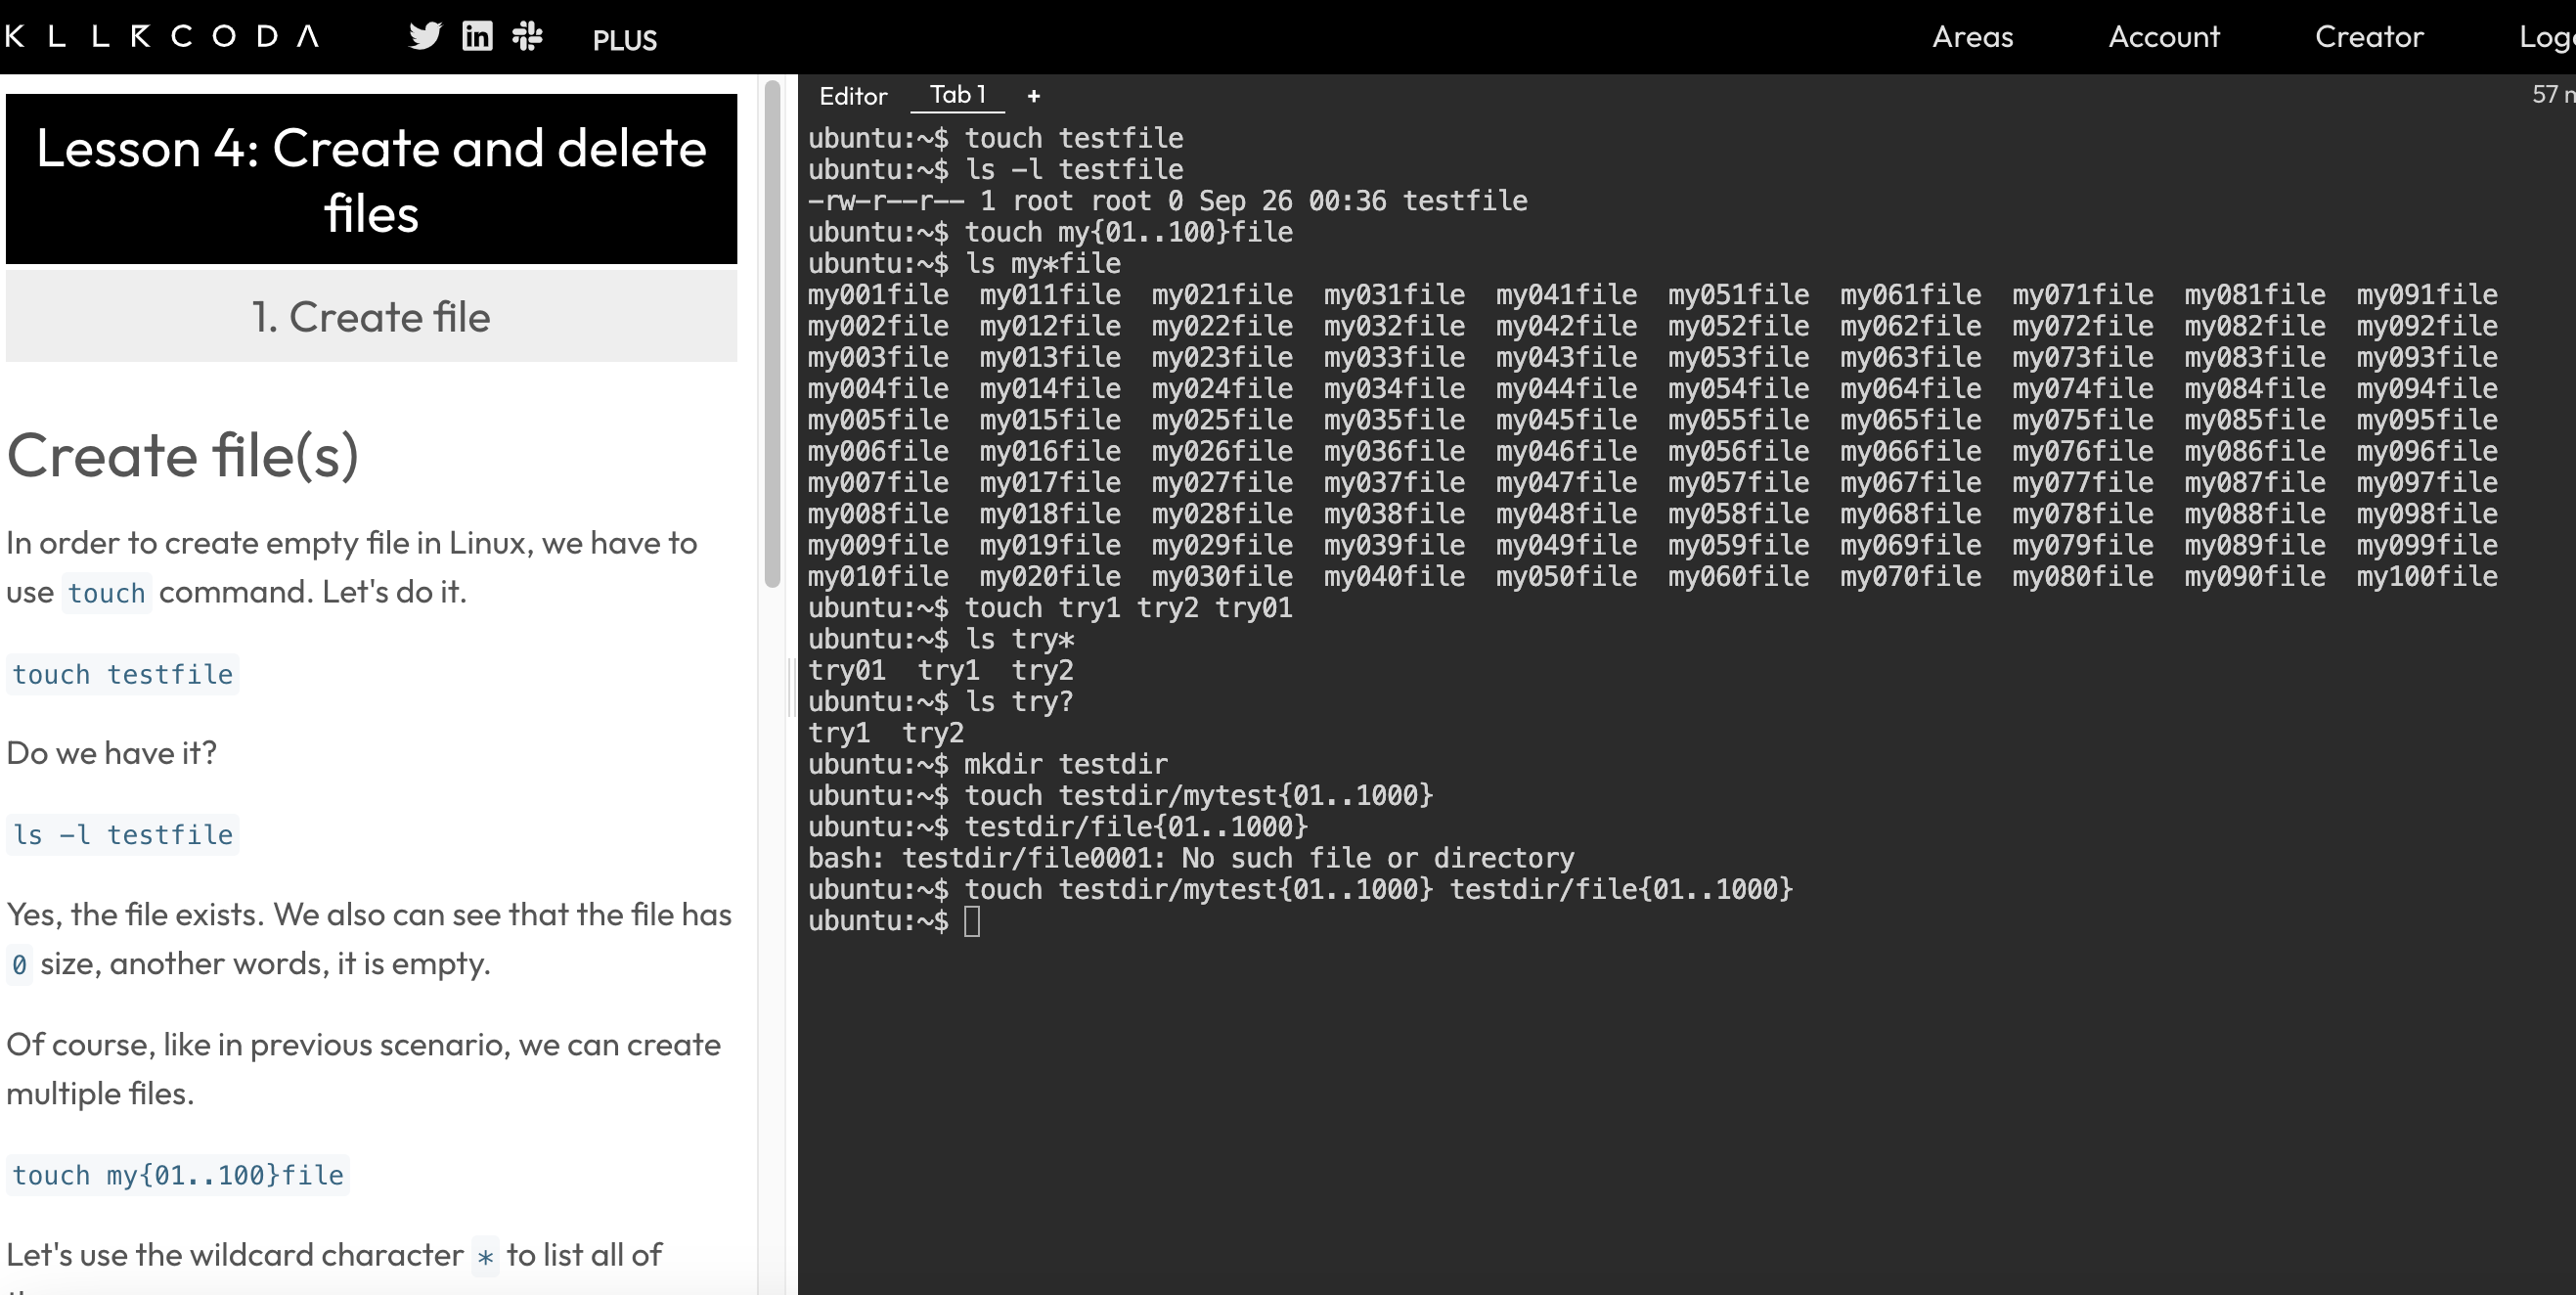 KLLRCODA PLUS Areas Account Creator
Lesson 4: Create and delete
files
1. Create file
Create file(s)
In order to create empty file in Linux, we have to
use touch command. Let's do it.
touch testfile
Do we have it?
ls -l testfile
Yes, the file exists. We also can see that the file has
0 size, another words, it is empty.
Of course, like in previous scenario, we can create
multiple files.
touch my{01..100}file
Let's use the wildcard character * to list all of
Editor Tab 1 +
57
ubuntu:~$ touch testfile
ubuntu:~$ ls -l testfile
-rw-r--r-- 1 root root 0 Sep 26 00:36 testfile
ubuntu:~$ touch my{01..100}file
ubuntu:~$ ls my*file
my001file my011file my021file my031file my041file my051file my061file my071file my081file my091file
my002file my012file my022file my032file my042file my052file my062file my072file my082file my092file
my003file my013file my023file my033file my043file my053file my063file my073file my083file my093file
my004file my014file my024file my034file my044file my054file my064file my074file my084file my094file
my005file my015file my025file my035file my045file my055file my065file my075file my085file my095file
my006file my016file my026file my036file my046file my056file my066file my076file my086file my096file
my007file my017file my027file my037file my047file my057file my067file my077file my087file my097file
my008file my018file my028file my038file my048file my058file my068file my078file my088file my098file
my009file my019file my029file my039file my049file my059file my069file my079file my089file my099file
my010file my020file my030file my040file my050file my060file my070file my080file my090file my100file
ubuntu:~$ touch try1 try2 try01
ubuntu:~$ ls try*
try01 try1 try2
ubuntu:~$ ls try?
try1 try2
ubuntu:~$ mkdir testdir
ubuntu:~$ touch testdir/mytest{01..1000}
ubuntu:~$ testdir/file{01..1000}
bash: testdir/file0001: No such file or directory
ubuntu:~$ touch testdir/mytest{01..1000} testdir/file{01..1000}
ubuntu:~$